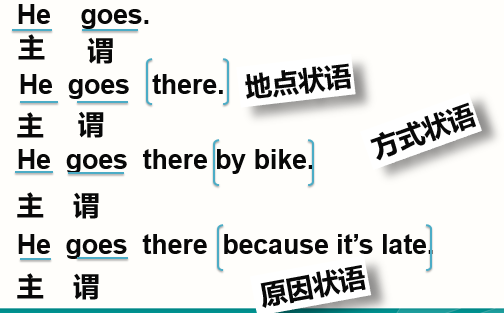 He goes.
主 谓
He goes there. 地点状语
主 谓
方式状语
He goes there by bike.
主 谓
He goes there because it's late.
主 谓
原因状语